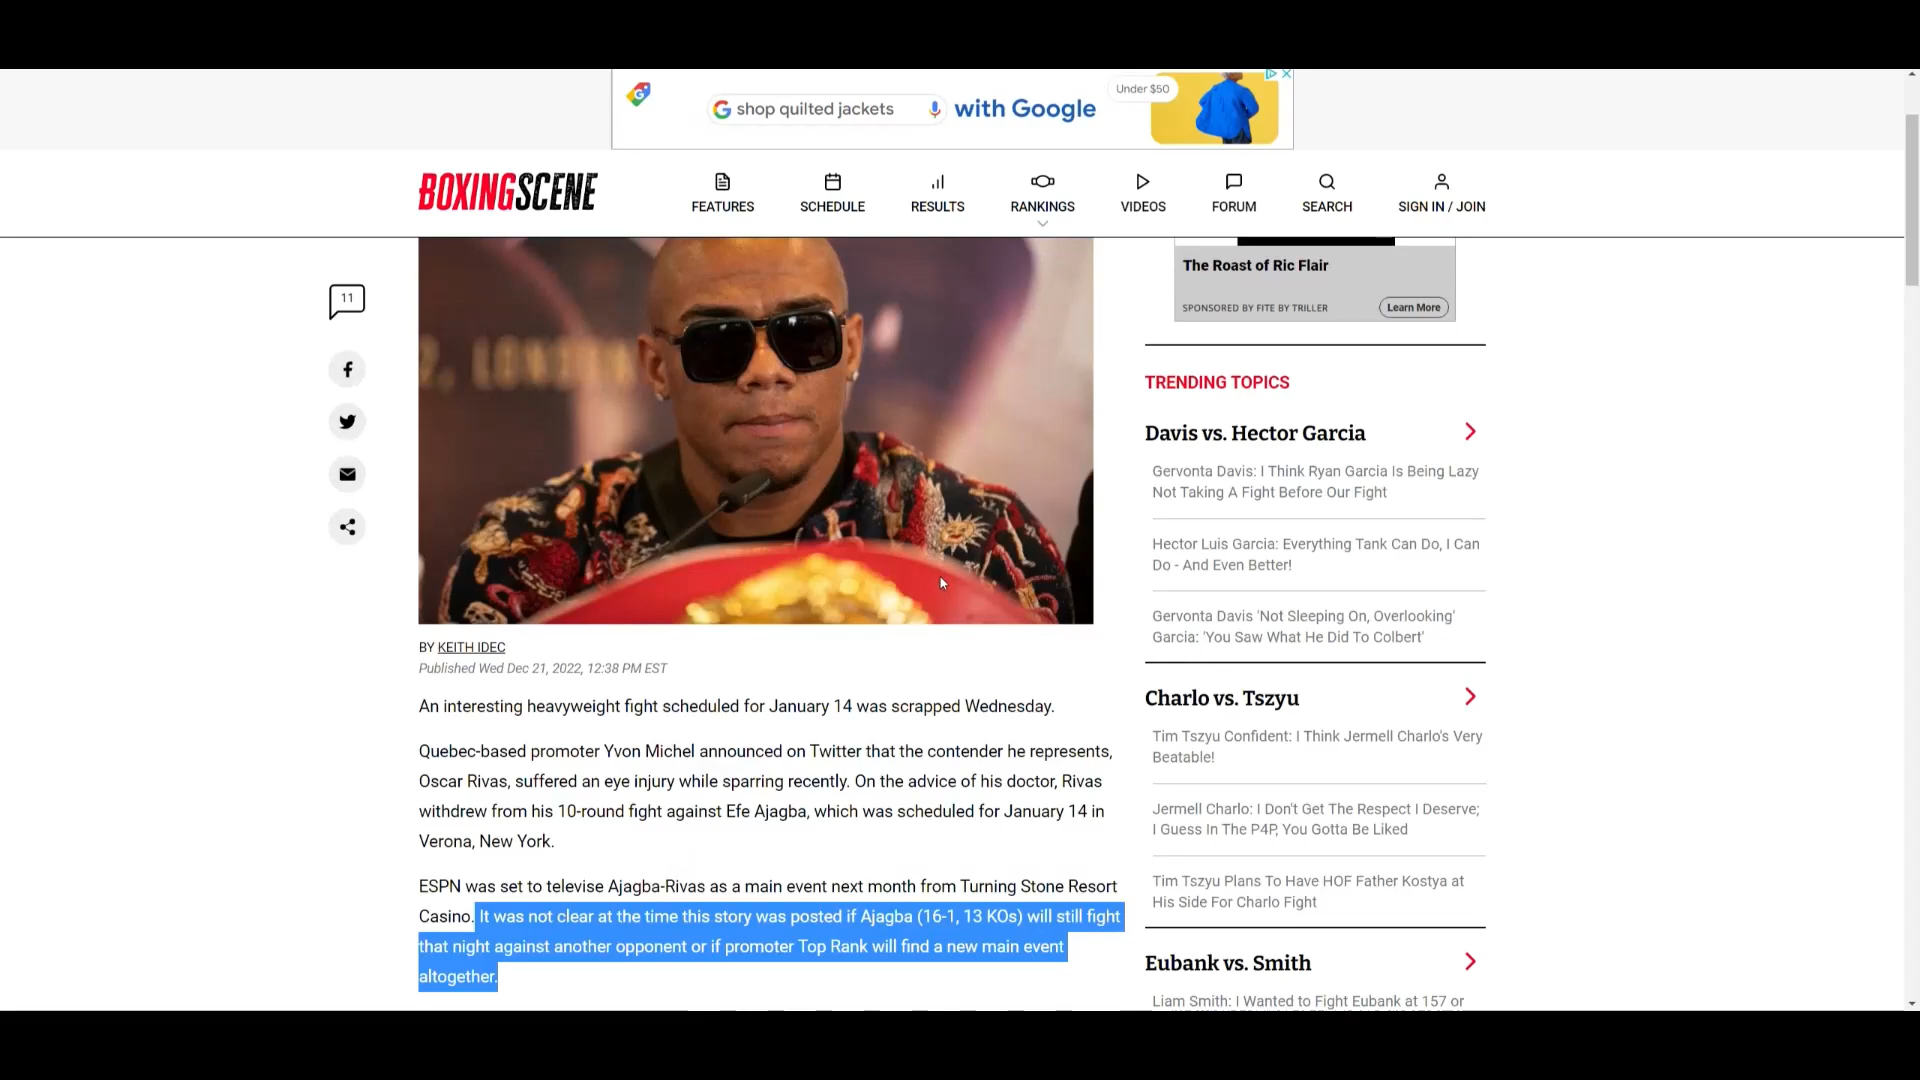 shop quilted jackets
with Google
Under $50
BOXINGSCENE
FEATURES
SCHEDULE
RESULTS
RANKINGS
VIDEOS
FORUM
SEARCH
SIGN IN / JOIN
11
BY KEITH IDEC
Published Wed Dec 21, 2022, 12:38 PM EST
An interesting heavyweight fight scheduled for January 14 was scrapped Wednesday.
Quebec-based promoter Yvon Michel announced on Twitter that the contender he represents,
Oscar Rivas, suffered an eye injury while sparring recently. On the advice of his doctor, Rivas
withdrew from his 10-round fight against Efe Ajagba, which was scheduled for January 14 in
Verona, New York.
ESPN was set to televise Ajagba-Rivas as a main event next month from Turning Stone Resort
Casino. It was not clear at the time this story was posted if Ajagba (16-1, 13 KOs) will still fight
that night against another opponent or if promoter Top Rank will find a new main event
altogether.
The Roast of Ric Flair
SPONSORED BY FITE BY TRILLER
Learn More
TRENDING TOPICS
Davis vs. Hector Garcia
Gervonta Davis: I Think Ryan Garcia Is Being Lazy
Not Taking A Fight Before Our Fight
Hector Luis Garcia: Everything Tank Can Do, I Can
Do - And Even Better!
Gervonta Davis 'Not Sleeping On, Overlooking'
Garcia: 'You Saw What He Did To Colbert'
Charlo vs. Tszyu
Tim Tszyu Confident: I Think Jermell Charlo's Very
Beatable!
Jermell Charlo: I Don't Get The Respect I Deserve;
I Guess In The P4P, You Gotta Be Liked
Tim Tszyu Plans To Have HOF Father Kostya at
His Side For Charlo Fight
Eubank vs. Smith
Liam Smith: I Wanted to Fight Eubank at 157 or